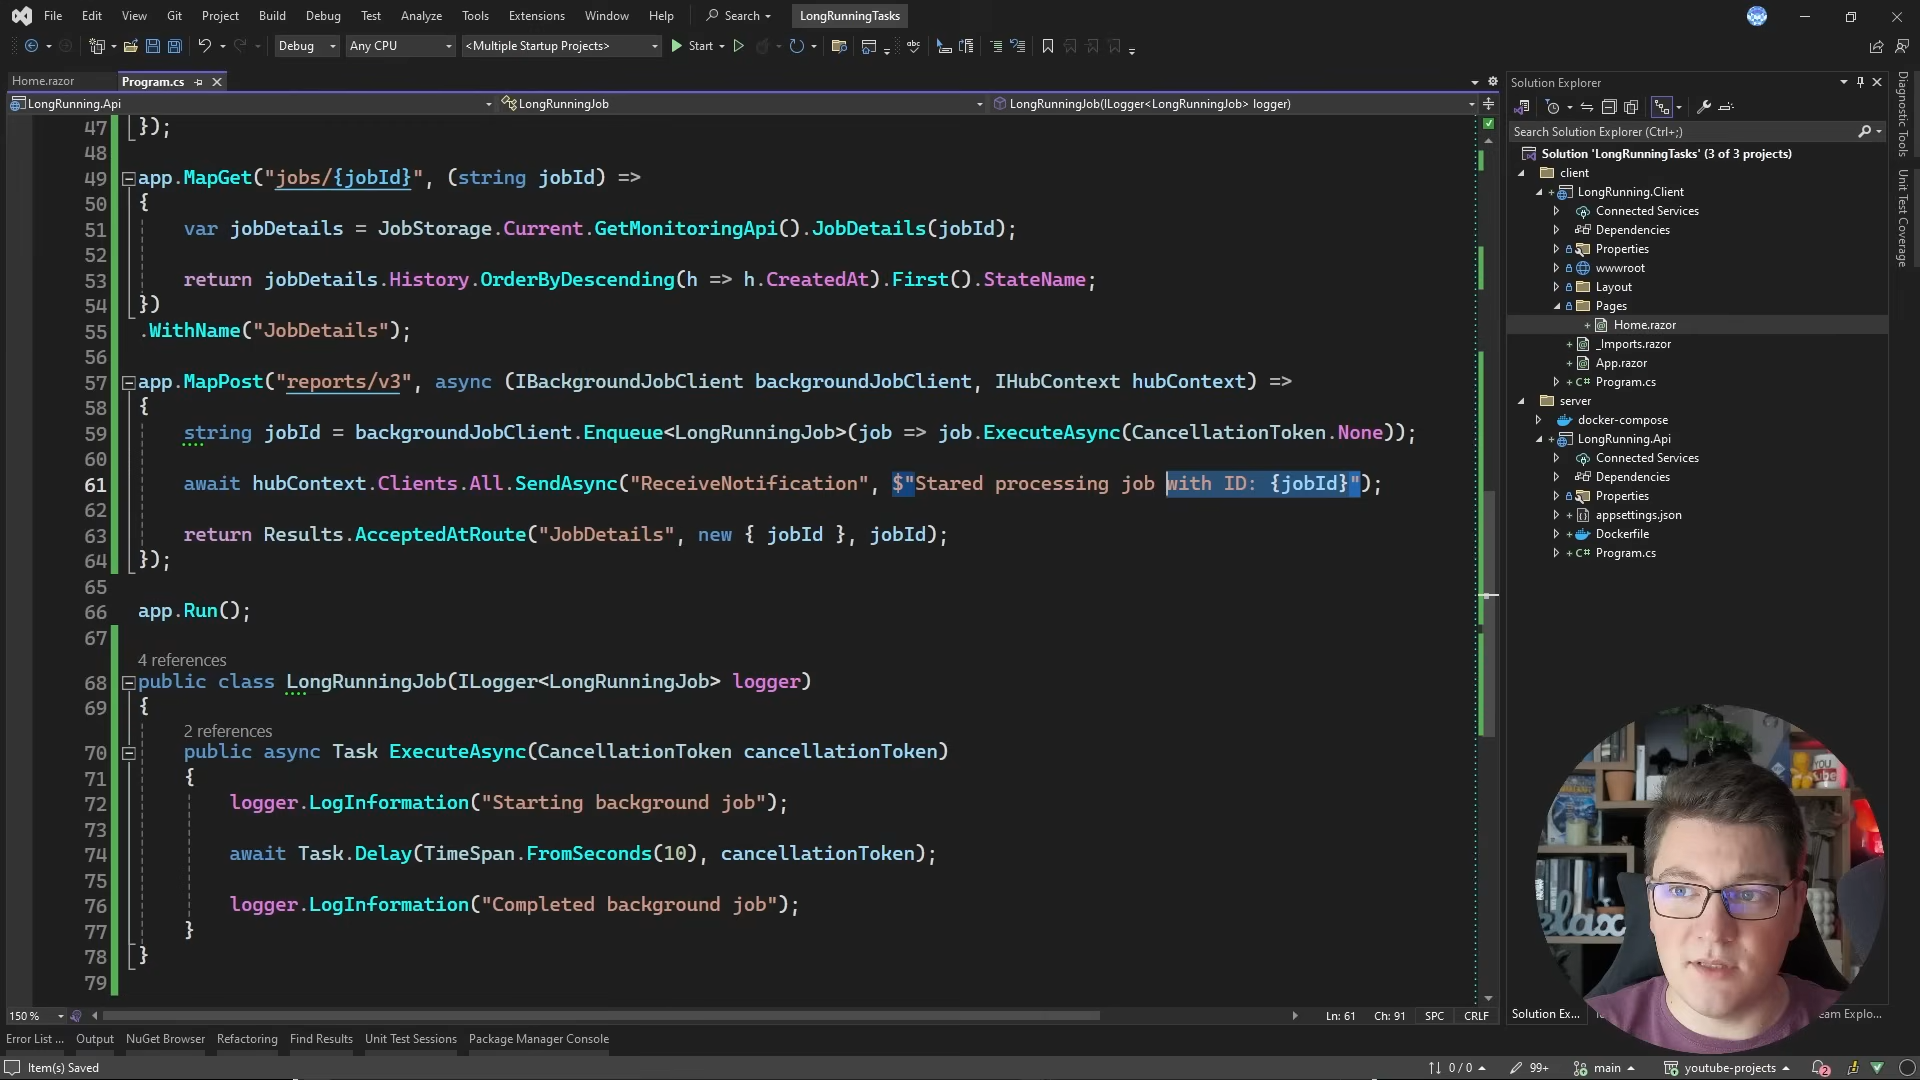 File Edit View Git Project Build Debug Test Analyze Tools Extensions Window Help Search LongRunningTasks
Debug Any CPU <Multiple Startup Projects> Start
Home.razor Program.cs
LongRunning.Api LongRunningJob LongRunningJob(ILogger<LongRunningJob> logger)
47 });
48
49 app.MapGet("jobs/{jobId}", (string jobId) =>
50 {
51 var jobDetails = JobStorage.Current.GetMonitoringApi().JobDetails(jobId);
52
53 return jobDetails.History.OrderByDescending(h => h.CreatedAt).First().StateName;
54 })
55 .WithName("JobDetails");
56
57 app.MapPost("reports/v3", async (IBackgroundJobClient backgroundJobClient, IHubContext hubContext) =>
58 {
59 string jobId = backgroundJobClient.Enqueue<LongRunningJob>(job => job.ExecuteAsync(CancellationToken.None));
60
61 await hubContext.Clients.All.SendAsync("ReceiveNotification", $"Stared processing job with ID: {jobId}");
62
63 return Results.AcceptedAtRoute("JobDetails", new { jobId }, jobId);
64 });
65
66 app.Run();
67
4 references
68 public class LongRunningJob(ILogger<LongRunningJob> logger)
69 {
2 references
70 public async Task ExecuteAsync(CancellationToken cancellationToken)
71 {
72 logger.LogInformation("Starting background job");
73
74 await Task.Delay(TimeSpan.FromSeconds(10), cancellationToken);
75
76 logger.LogInformation("Completed background job");
77 }
78 }
79
150 % Ln: 61 Ch: 91 SPC CRLF
Error List ... Output NuGet Browser Refactoring Find Results Unit Test Sessions Package Manager Console
Item(s) Saved 0 / 0 99+ main youtube-projects 2
Solution Explorer
Search Solution Explorer (Ctrl+;)
Solution 'LongRunningTasks' (3 of 3 projects)
client
LongRunning.Client
Connected Services
Dependencies
Properties
wwwroot
Layout
Pages
Home.razor
_Imports.razor
App.razor
C# Program.cs
server
docker-compose
LongRunning.Api
Connected Services
Dependencies
Properties
appsettings.json
Dockerfile
C# Program.cs
Solution Ex... eam Explo...
Diagnostic Tools
Unit Test Coverage
relax